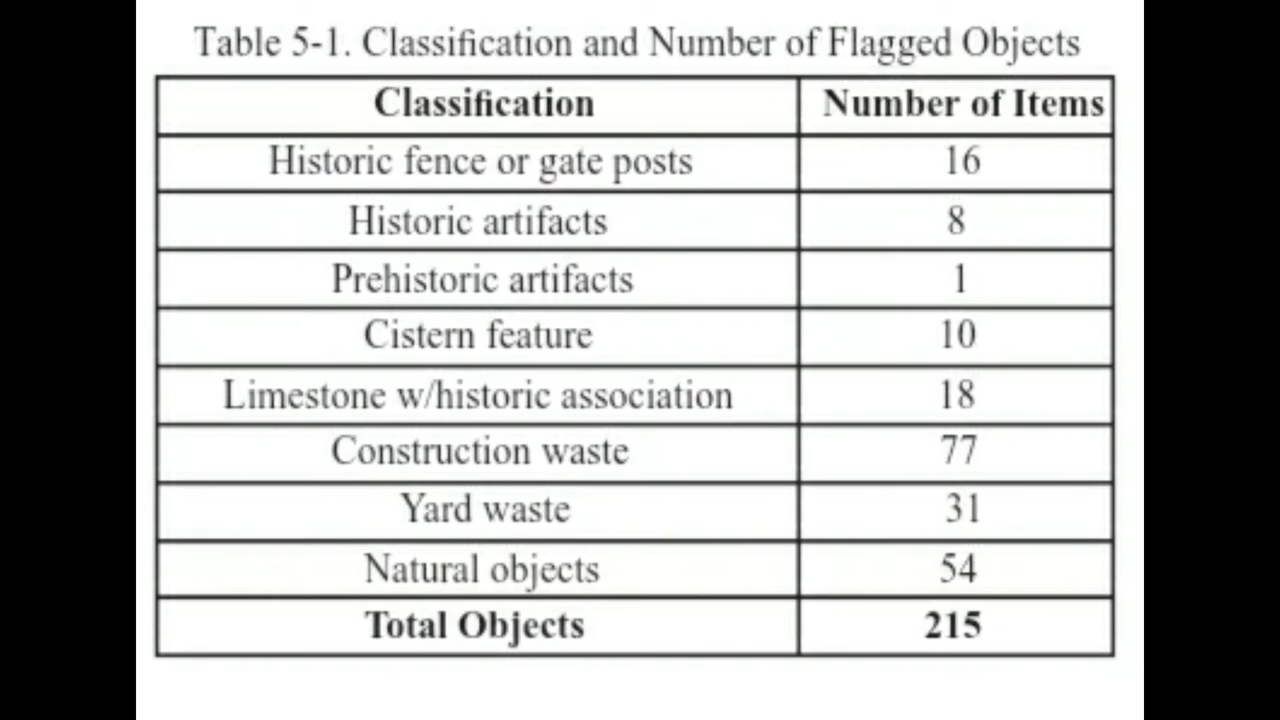 Table 5-1. Classification and Number of Flagged Objects
Classification Number of Items
Historic fence or gate posts 16
Historic artifacts 8
Prehistoric artifacts 1
Cistern feature 10
Limestone w/historic association 18
Construction waste 77
Yard waste 31
Natural objects 54
Total Objects 215